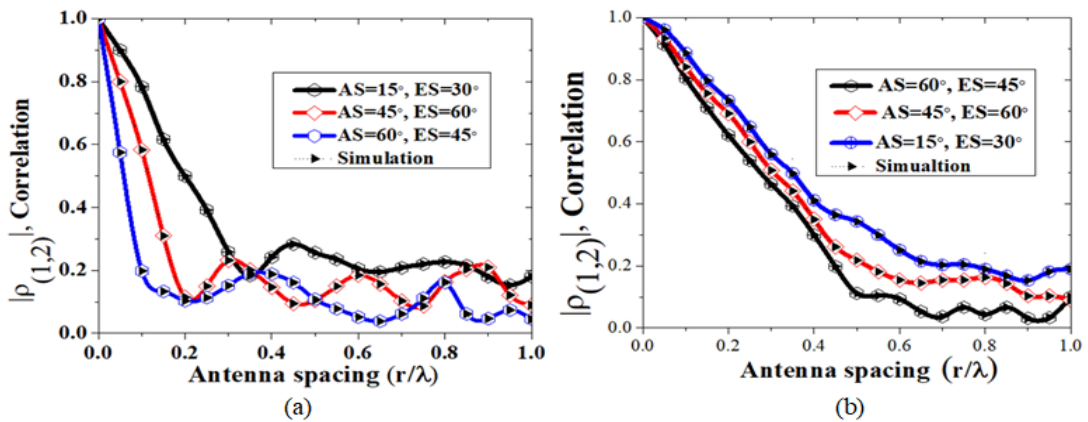 (a)
1.0
0.8
0.6
0.4
0.2
0.0
|ρ(1,2)|, Correlation
AS=15°, ES=30°
AS=45°, ES=60°
AS=60°, ES=45°
Simulation
0.0 0.2 0.4 0.6 0.8 1.0
Antenna spacing (r/λ)
(a)
(b)
1.0
0.8
0.6
0.4
0.2
0.0
|ρ(1,2)|, Correlation
AS=60°, ES=45°
AS=45°, ES=60°
AS=15°, ES=30°
Simualtion
0.0 0.2 0.4 0.6 0.8 1.0
Antenna spacing (r/λ)
(b)